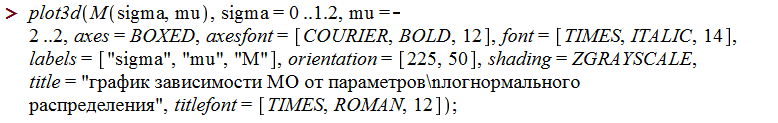 > plot3d(M(sigma, mu), sigma = 0 ..1.2, mu =-
2 ..2, axes = BOXED, axesfont = [COURIER, BOLD, 12], font = [TIMES, ITALIC, 14],
labels = ["sigma", "mu", "M"], orientation = [225, 50], shading = ZGRAYSCALE,
title = "график зависимости МО от параметров\nлогнормального
распределения", titlefont = [TIMES, ROMAN, 12]);